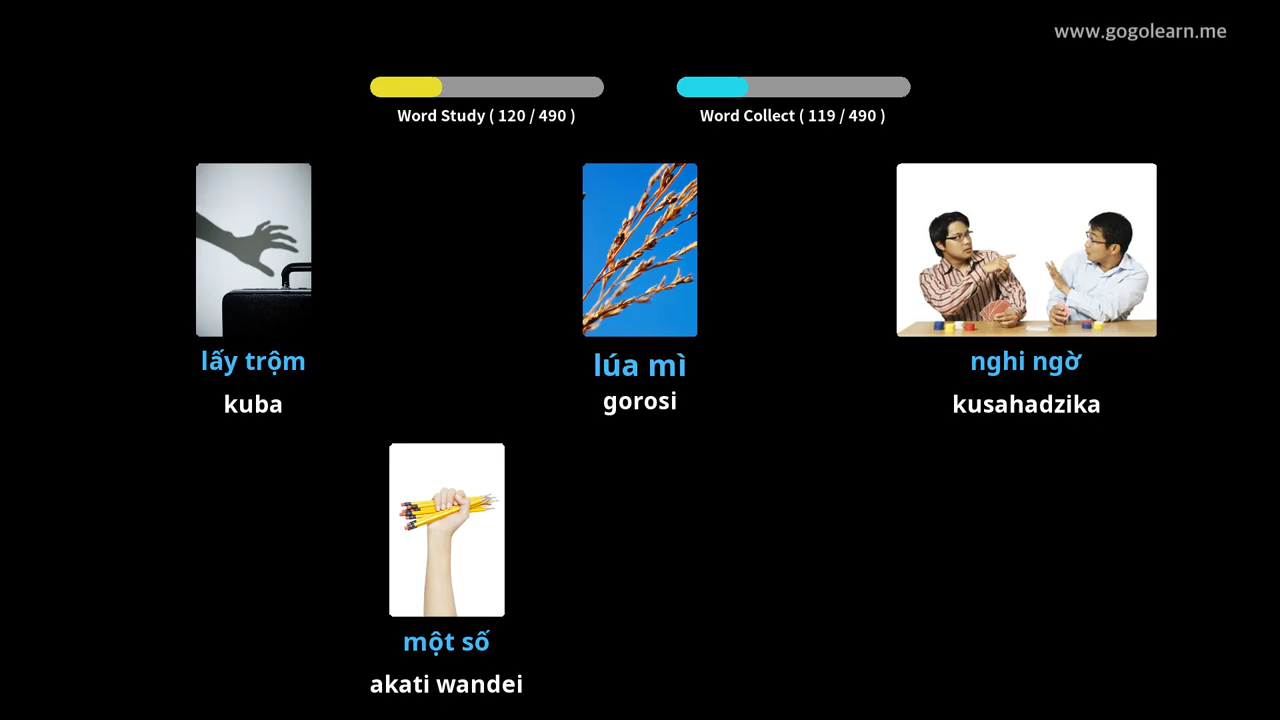 www.gogolearn.me
Word Study ( 120 / 490 )
Word Collect ( 119 / 490 )
lấy trộm
kuba
lúa mì
gorosi
nghi ngờ
kusahadzika
một số
akati wandei